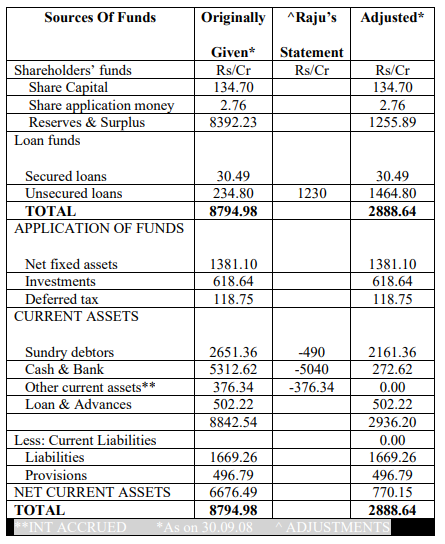 Sources Of Funds Originally ^Raju's Adjusted*
Given* Statement
Shareholders' funds Rs/Cr Rs/Cr Rs/Cr
Share Capital 134.70 134.70
Share application money 2.76 2.76
Reserves & Surplus 8392.23 1255.89
Loan funds
Secured loans 30.49 30.49
Unsecured loans 234.80 1230 1464.80
TOTAL 8794.98 2888.64
APPLICATION OF FUNDS
Net fixed assets 1381.10 1381.10
Investments 618.64 618.64
Deferred tax 118.75 118.75
CURRENT ASSETS
Sundry debtors 2651.36 -490 2161.36
Cash & Bank 5312.62 -5040 272.62
Other current assets** 376.34 -376.34 0.00
Loan & Advances 502.22 502.22
8842.54 2936.20
Less: Current Liabilities 0.00
Liabilities 1669.26 1669.26
Provisions 496.79 496.79
NET CURRENT ASSETS 6676.49 770.15
TOTAL 8794.98 2888.64
**INT ACCRUED *As on 30.09.08 ^ ADJUSTMENTS